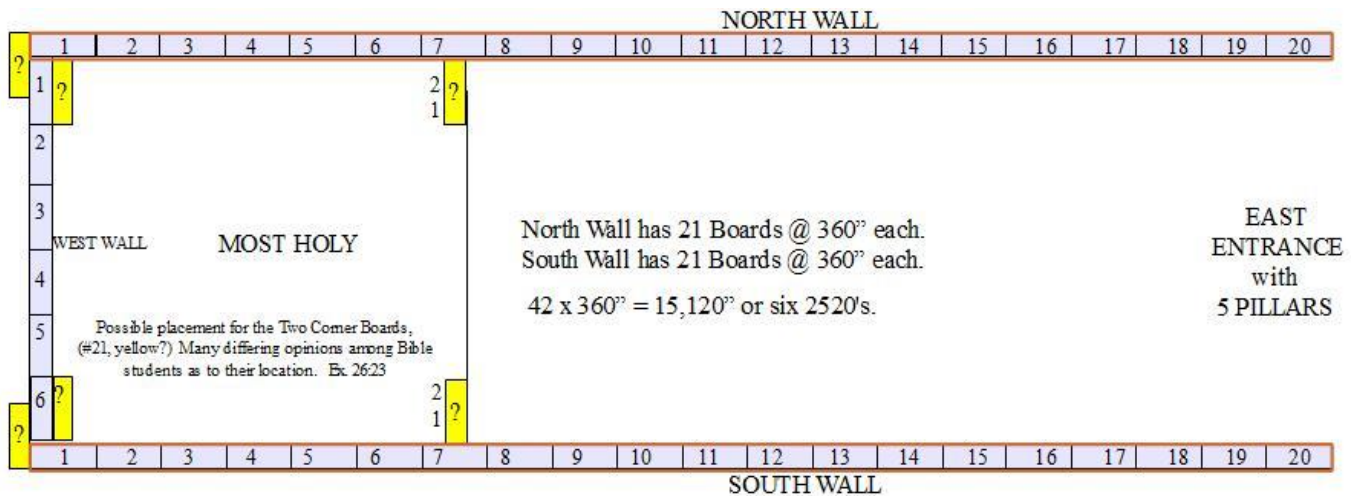 NORTH WALL
1 2 3 4 5 6 7 8 9 10 11 12 13 14 15 16 17 18 19 20
?
?
1
?
2
1
?
2
3
4
5
6
WEST WALL
MOST HOLY
Possible placement for the Two Corner Boards,
(#21, yellow?) Many differing opinions among Bible
students as to their location. Ex. 26:23
North Wall has 21 Boards @ 360” each.
South Wall has 21 Boards @ 360” each.
42 x 360” = 15,120” or six 2520's.
EAST
ENTRANCE
with
5 PILLARS
?
?
2
1
?
1 2 3 4 5 6 7 8 9 10 11 12 13 14 15 16 17 18 19 20
SOUTH WALL